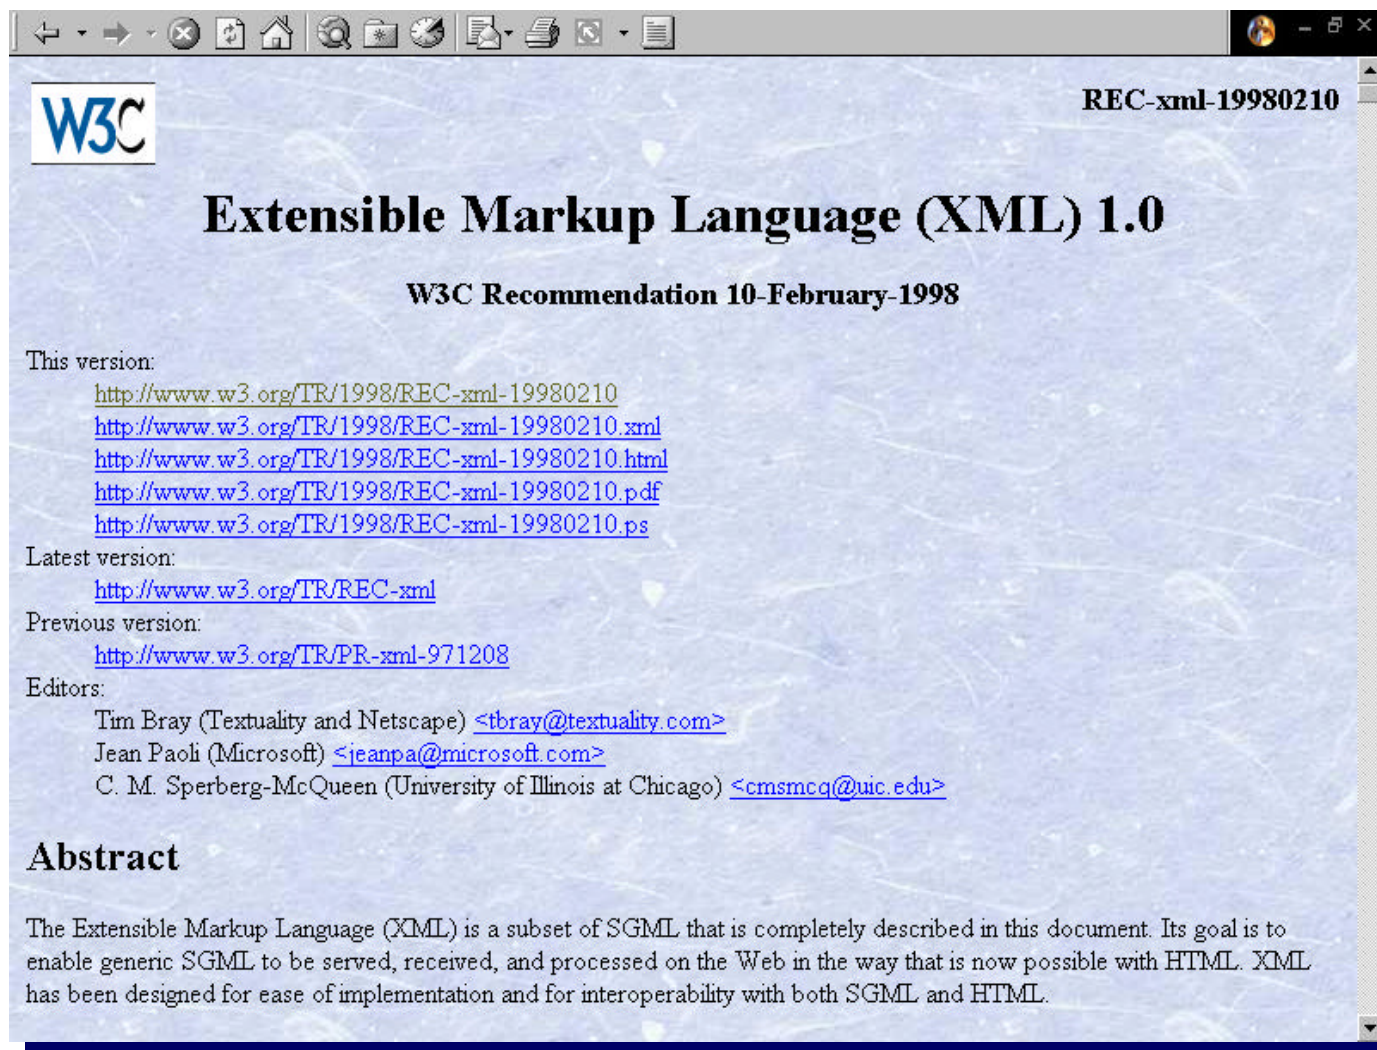 W3C
REC-xml-19980210
Extensible Markup Language (XML) 1.0
W3C Recommendation 10-February-1998
This version:
http://www.w3.org/TR/1998/REC-xml-19980210
http://www.w3.org/TR/1998/REC-xml-19980210.xml
http://www.w3.org/TR/1998/REC-xml-19980210.html
http://www.w3.org/TR/1998/REC-xml-19980210.pdf
http://www.w3.org/TR/1998/REC-xml-19980210.ps
Latest version:
http://www.w3.org/TR/REC-xml
Previous version:
http://www.w3.org/TR/PR-xml-971208
Editors:
Tim Bray (Textuality and Netscape) <tbray@textuality.com>
Jean Paoli (Microsoft) <jeanpa@microsoft.com>
C. M. Sperberg-McQueen (University of Illinois at Chicago) <cmsmcq@uic.edu>
Abstract
The Extensible Markup Language (XML) is a subset of SGML that is completely described in this document. Its goal is to
enable generic SGML to be served, received, and processed on the Web in the way that is now possible with HTML. XML
has been designed for ease of implementation and for interoperability with both SGML and HTML.